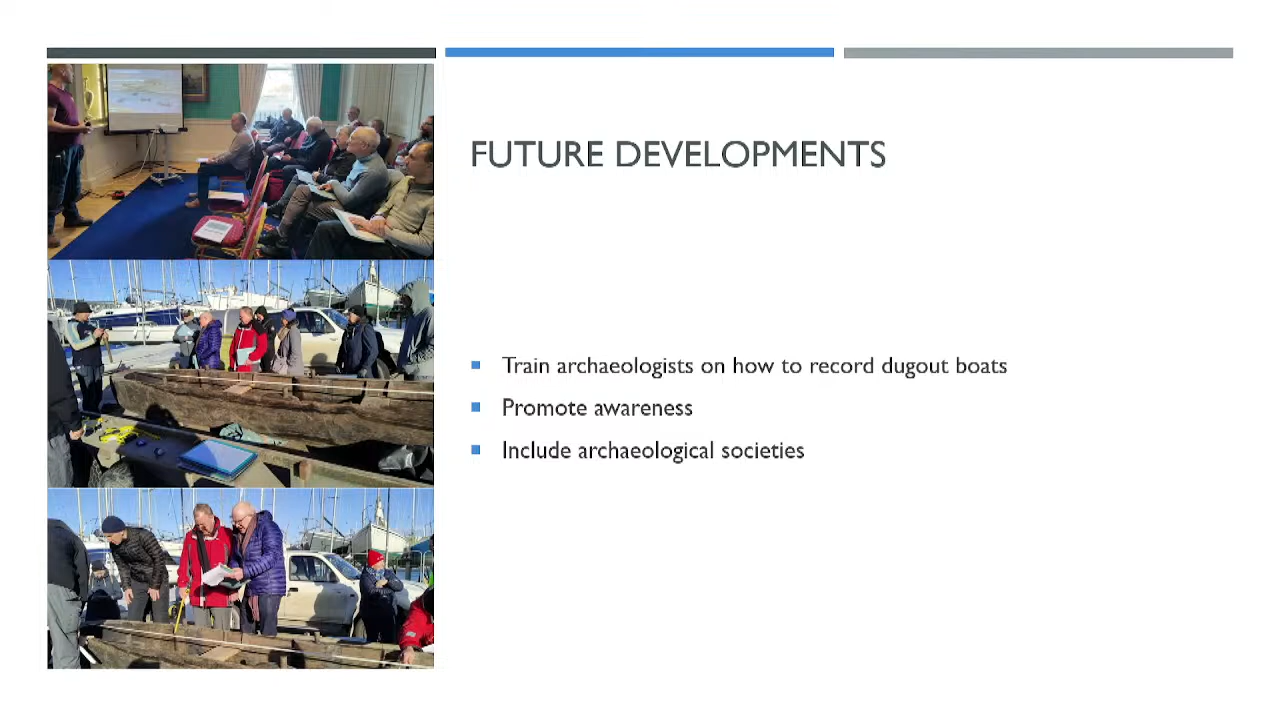 FUTURE DEVELOPMENTS
Train archaeologists on how to record dugout boats
Promote awareness
Include archaeological societies